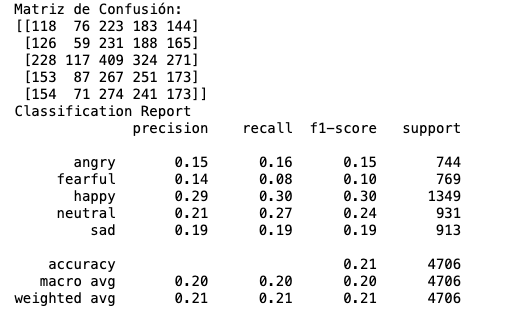 Matriz de Confusión:
[[118  76 223 183 144]
 [126  59 231 188 165]
 [228 117 409 324 271]
 [153  87 267 251 173]
 [154  71 274 241 173]]
Classification Report
              precision    recall  f1-score   support

       angry       0.15      0.16      0.15       744
     fearful       0.14      0.08      0.10       769
       happy       0.29      0.30      0.30      1349
     neutral       0.21      0.27      0.24       931
         sad       0.19      0.19      0.19       913

    accuracy                           0.21      4706
   macro avg       0.20      0.20      0.20      4706
weighted avg       0.21      0.21      0.21      4706